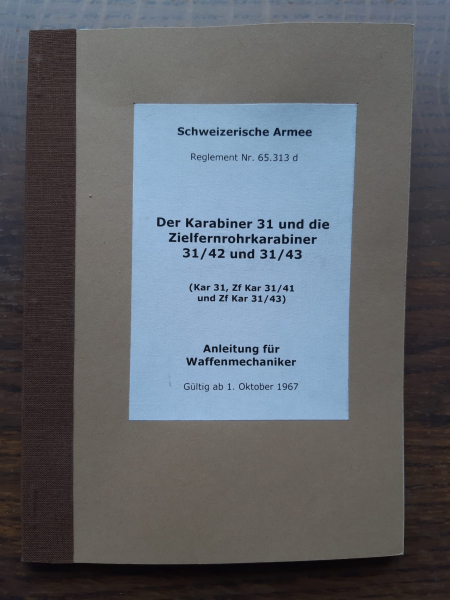 Schweizerische Armee
Reglement Nr. 65.313 d
Der Karabiner 31 und die
Zielfernrohrkarabiner
31/42 und 31/43
(Kar 31, Zf Kar 31/41
und Zf Kar 31/43)
Anleitung für
Waffenmechaniker
Gültig ab 1. Oktober 1967